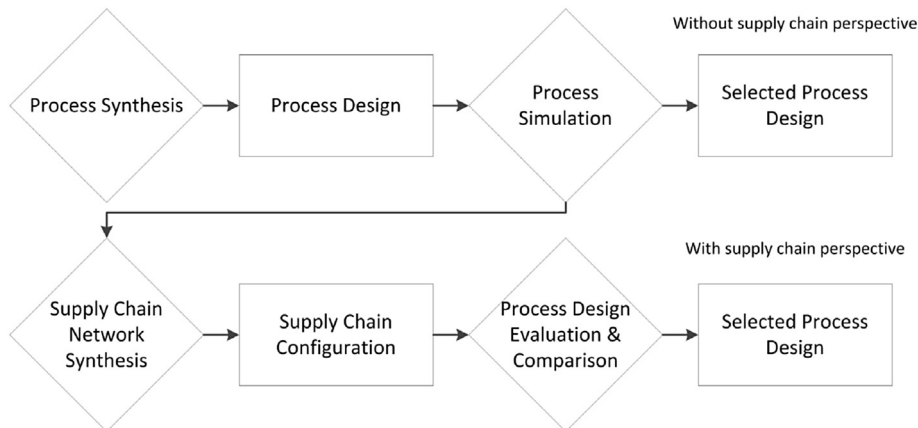 Without supply chain perspective
Process Synthesis
Process Design
Process
Simulation
Selected Process
Design
With supply chain perspective
Supply Chain
Network
Synthesis
Supply Chain
Configuration
Process Design
Evaluation &
Comparison
Selected Process
Design